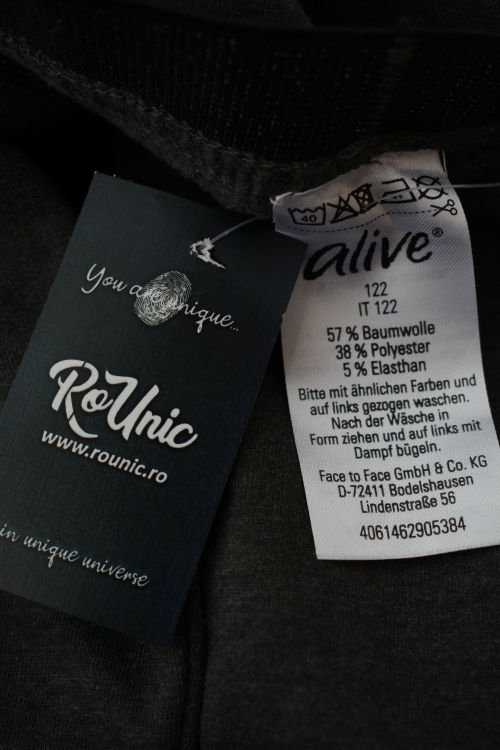 You are unique...
RoUnic
www.rounic.ro
in unique universe
40
alive®
122
IT 122
57 % Baumwolle
38 % Polyester
5 % Elasthan
Bitte mit ähnlichen Farben und
auf links gezogen waschen.
Nach der Wäsche in
Form ziehen und auf links mit
Dampf bügeln.
Face to Face GmbH & Co. KG
D-72411 Bodelshausen
Lindenstraße 56
4061462905384